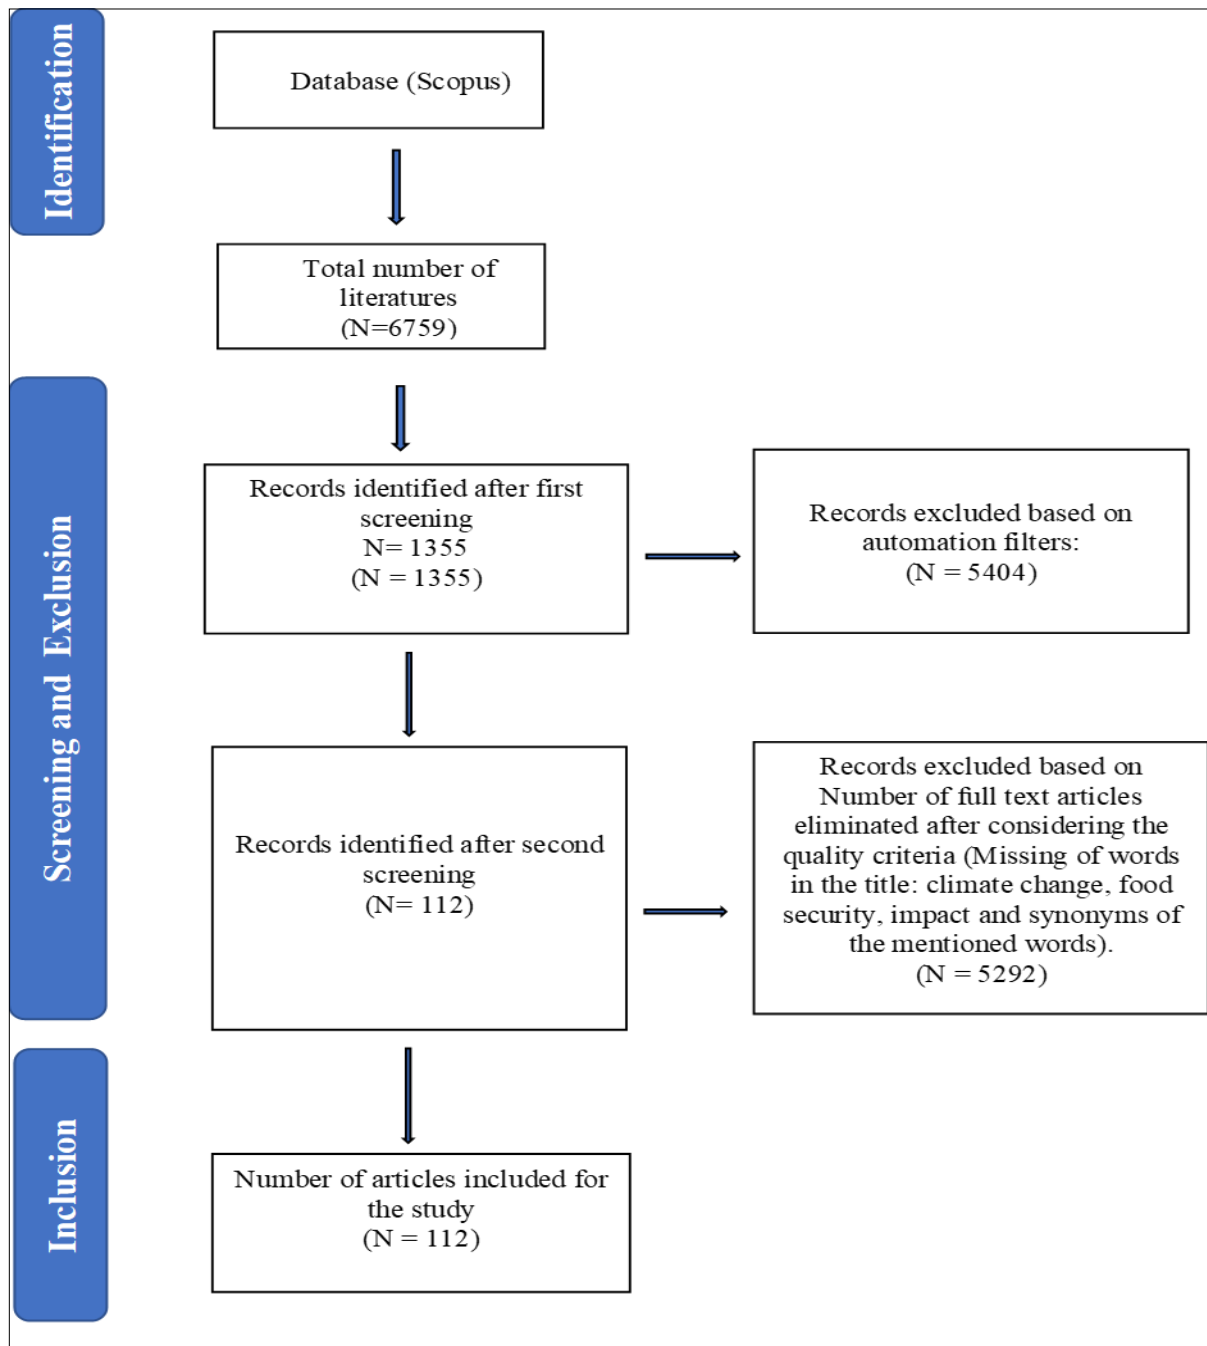 Identification
Database (Scopus)
Total number of
literatures
(N=6759)
Screening and Exclusion
Records identified after first
screening
N= 1355
(N = 1355)
Records excluded based on
automation filters:
(N = 5404)
Records identified after second
screening
(N= 112)
Records excluded based on
Number of full text articles
eliminated after considering the
quality criteria (Missing of words
in the title: climate change, food
security, impact and synonyms of
the mentioned words).
(N = 5292)
Inclusion
Number of articles included for
the study
(N = 112)